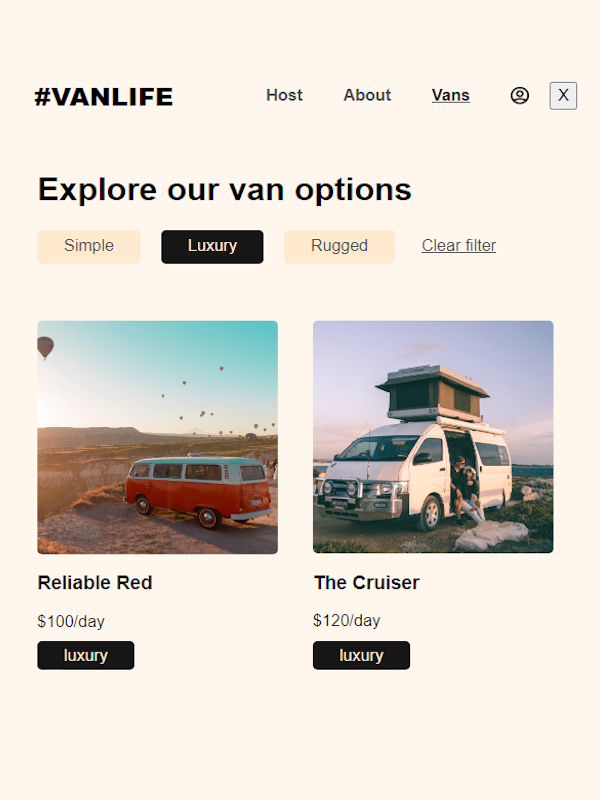 #VANLIFE Host About Vans X
Explore our van options
Simple Luxury Rugged Clear filter
Reliable Red The Cruiser
$100/day $120/day
luxury luxury